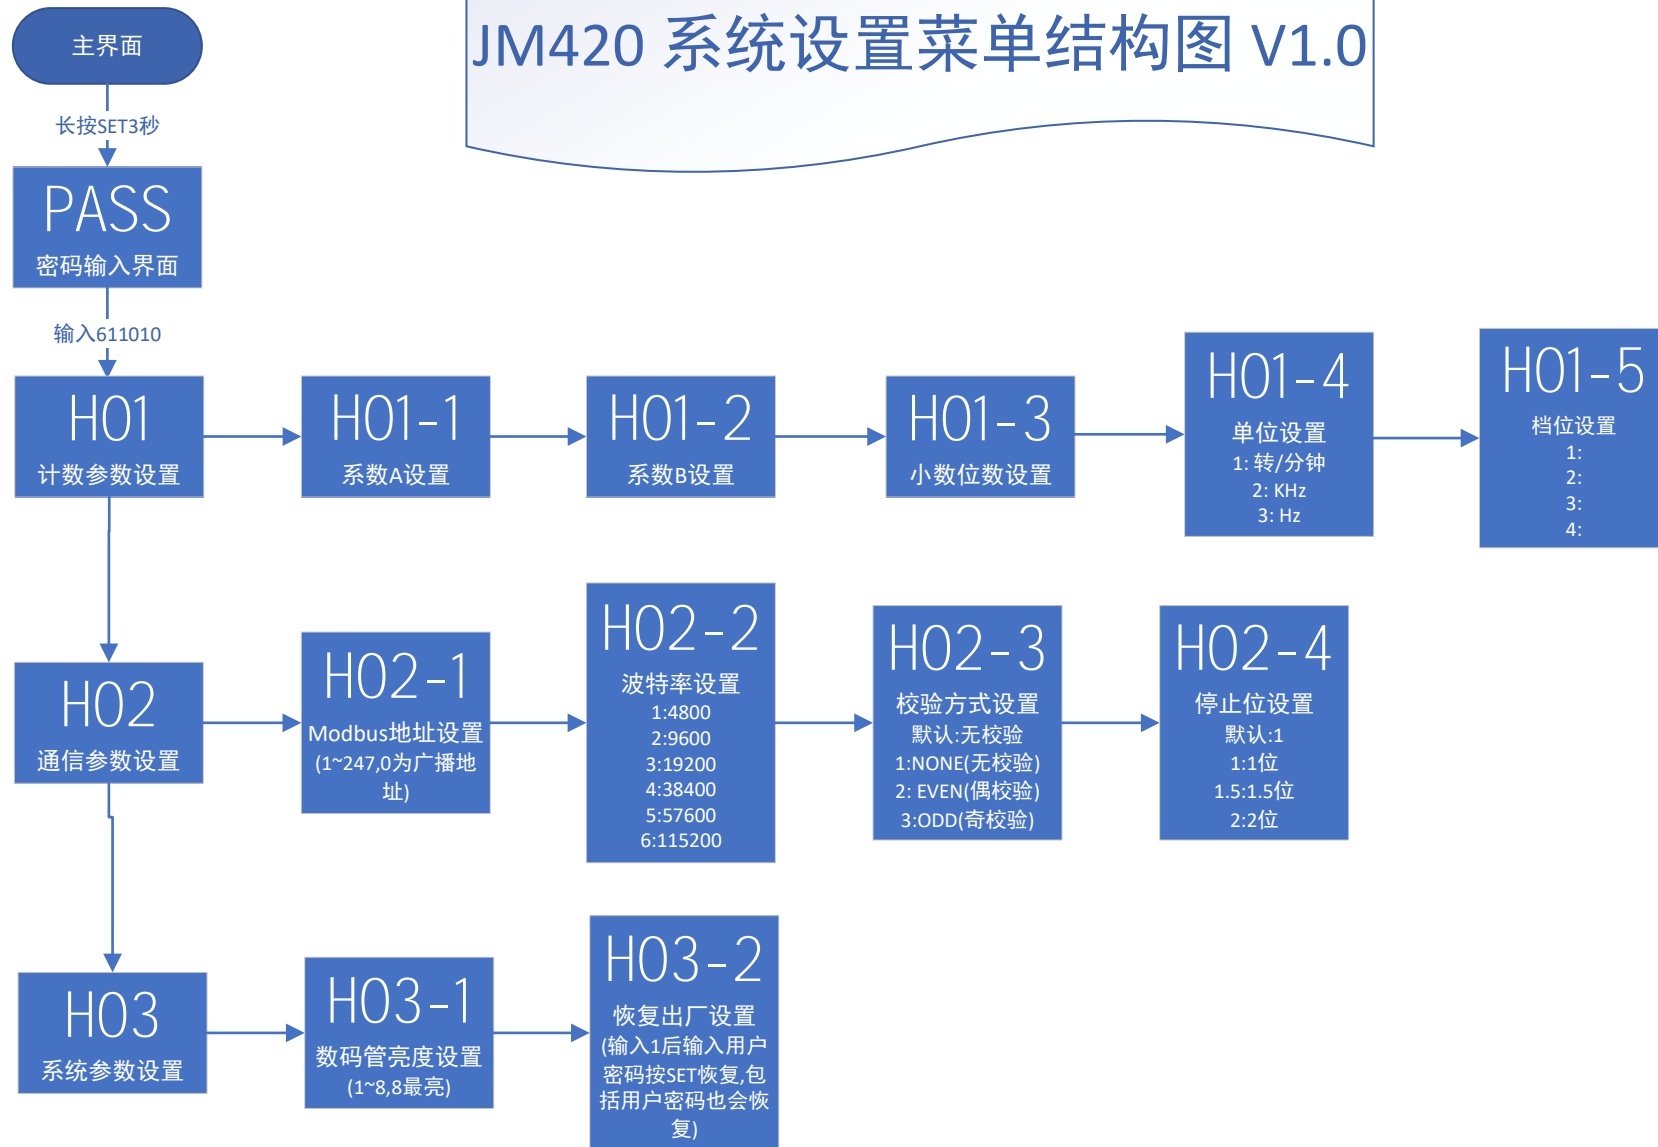 JM420 系统设置菜单结构图 V1.0
主界面
长按SET3秒
PASS
密码输入界面
输入611010
H01
计数参数设置
H01-1
系数A设置
H01-2
系数B设置
H01-3
小数位数设置
H01-4
单位设置
1: 转/分钟
2: KHz
3: Hz
H01-5
档位设置
1:
2:
3:
4:
H02
通信参数设置
H02-1
Modbus地址设置
(1~247,0为广播地
址)
H02-2
波特率设置
1:4800
2:9600
3:19200
4:38400
5:57600
6:115200
H02-3
校验方式设置
默认:无校验
1:NONE(无校验)
2: EVEN(偶校验)
3:ODD(奇校验)
H02-4
停止位设置
默认:1
1:1位
1.5:1.5位
2:2位
H03
系统参数设置
H03-1
数码管亮度设置
(1~8,8最亮)
H03-2
恢复出厂设置
(输入1后输入用户
密码按SET恢复,包
括用户密码也会恢
复)